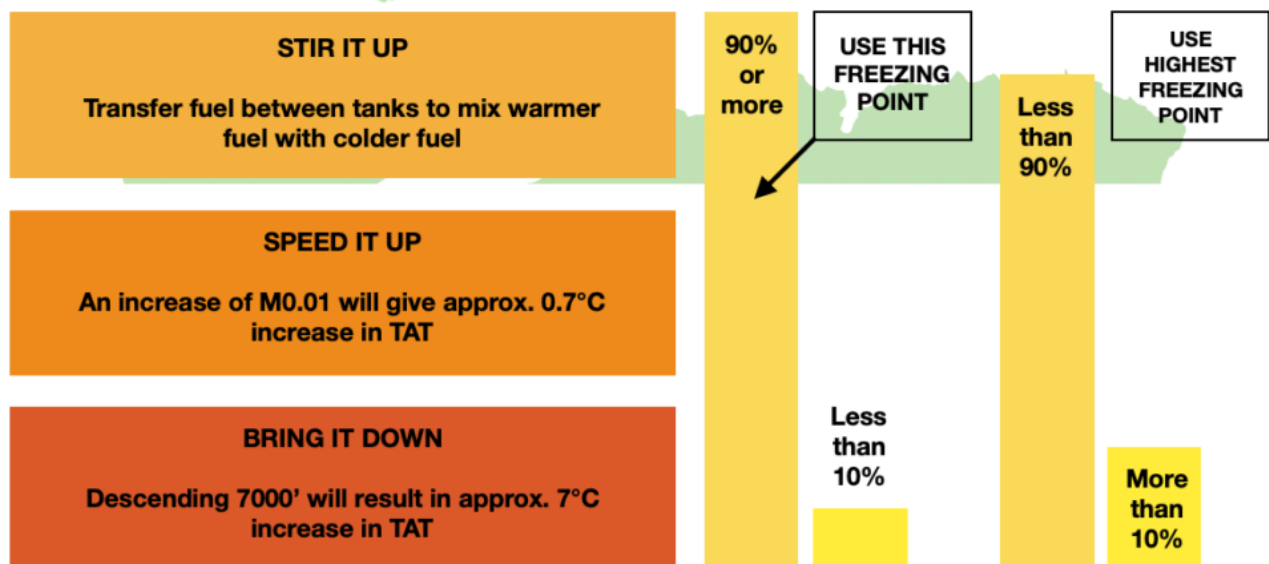 STIR IT UP
Transfer fuel between tanks to mix warmer
fuel with colder fuel
SPEED IT UP
An increase of M0.01 will give approx. 0.7°C
increase in TAT
BRING IT DOWN
Descending 7000’ will result in approx. 7°C
increase in TAT
90%
or
more
USE THIS
FREEZING
POINT
Less
than
10%
Less
than
90%
USE
HIGHEST
FREEZING
POINT
More
than
10%